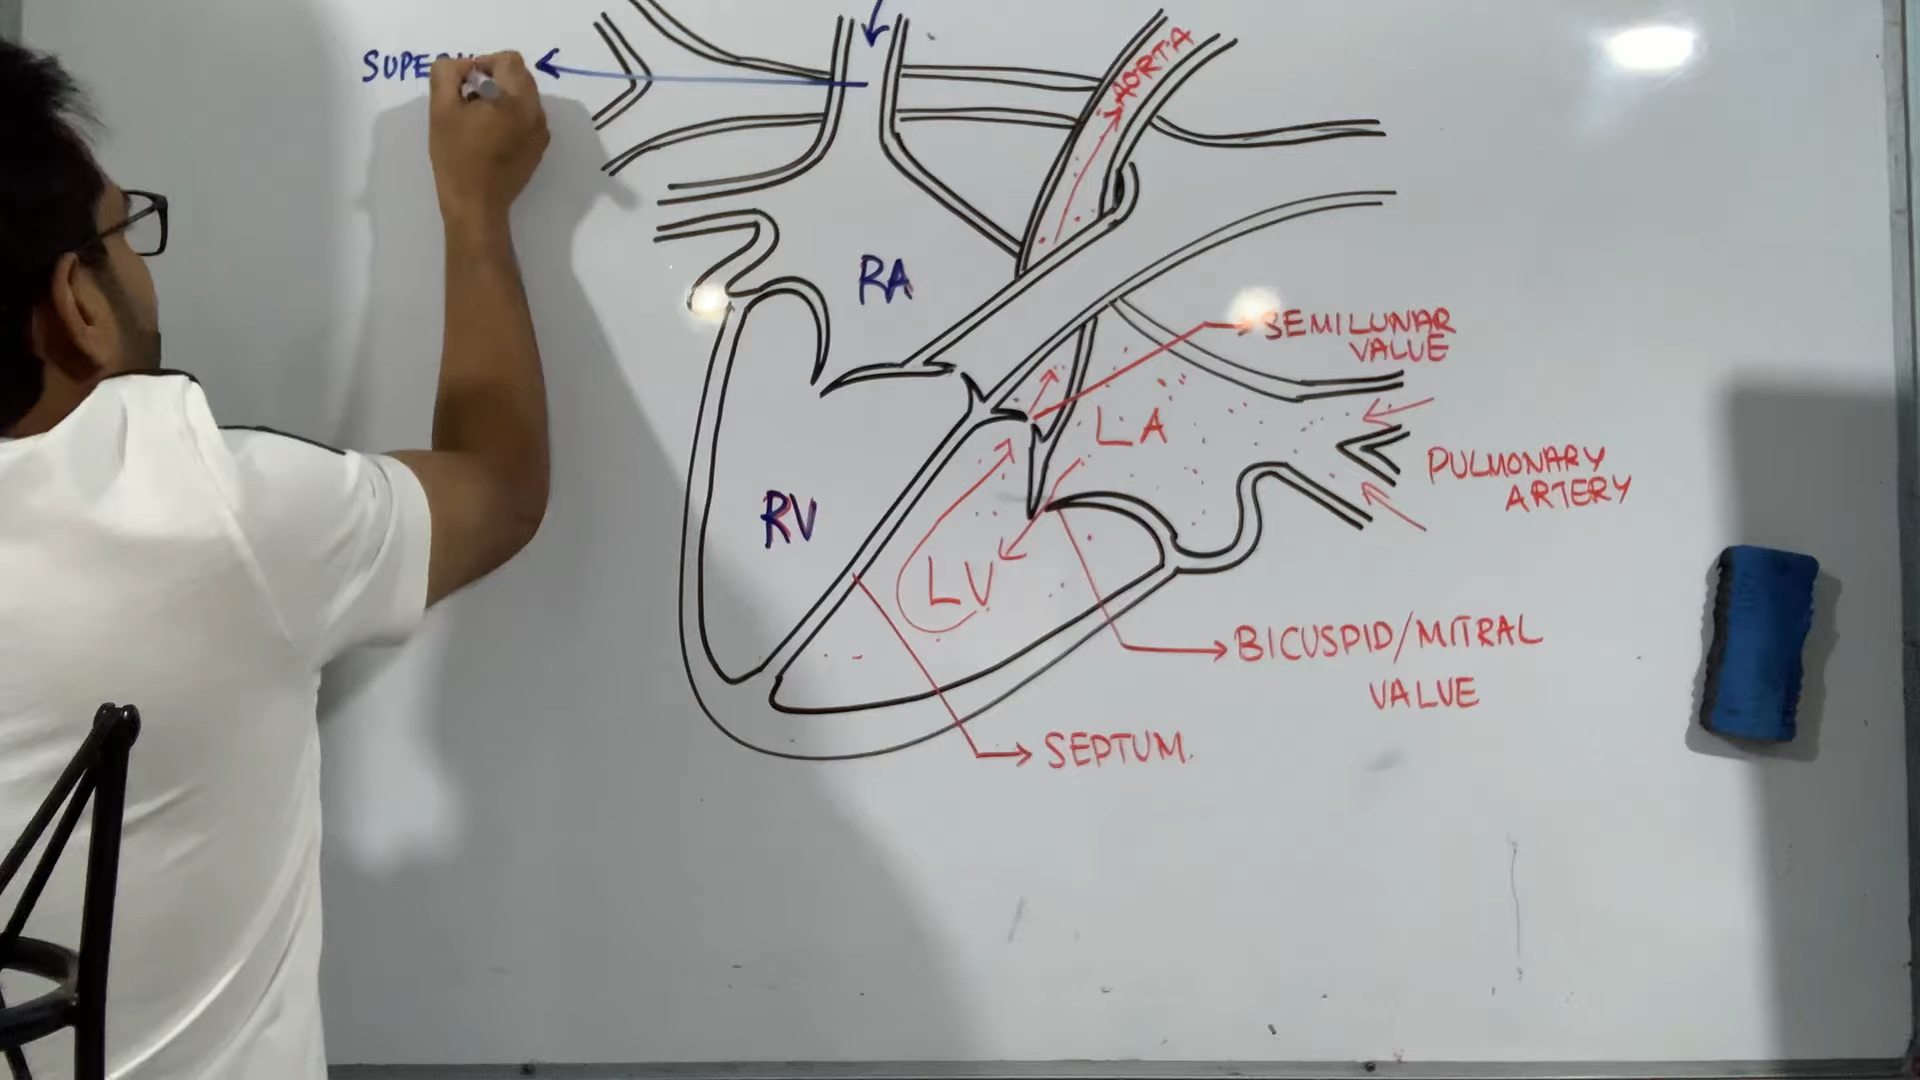 AORTA
RA
SEMILUNAR
VALUE
LA
PULMONARY
ARTERY
RV
LV
BICUSPID/MITRAL
VALUE
SEPTUM.